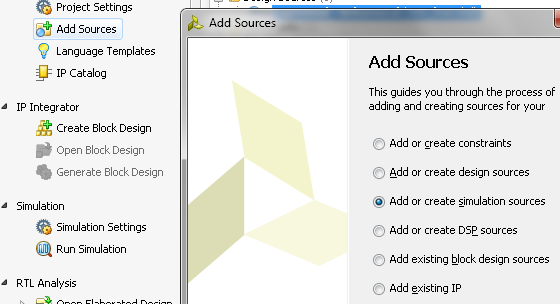 Project Settings
Add Sources
Language Templates
IP Catalog
IP Integrator
Create Block Design
Open Block Design
Generate Block Design
Simulation
Simulation Settings
Run Simulation
RTL Analysis
Open Elaborated Design
Add Sources
Add Sources
This guides you through the process of
adding and creating sources for your
Add or create constraints
Add or create design sources
Add or create simulation sources
Add or create DSP sources
Add existing block design sources
Add existing IP